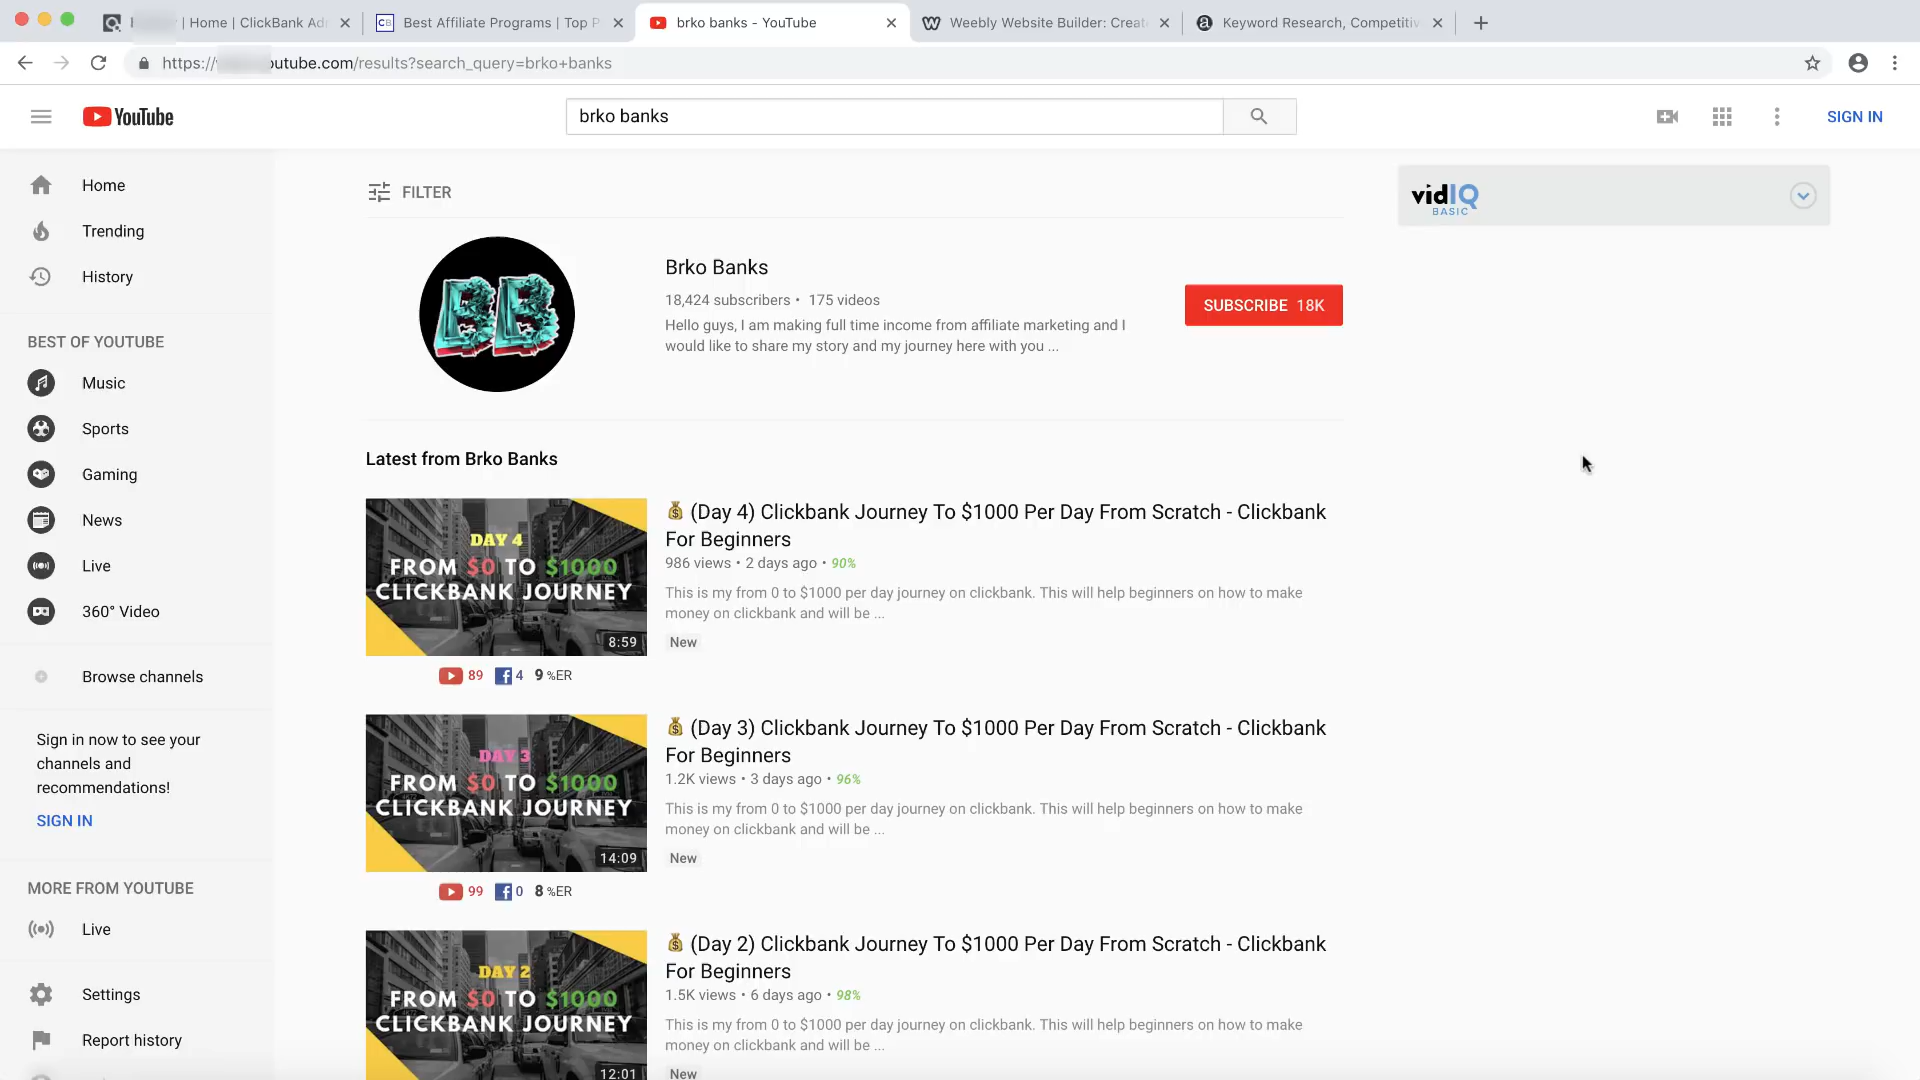 | Home | ClickBank Ad
Best Affiliate Programs | Top P
brko banks - YouTube
Weebly Website Builder: Creat
Keyword Research, Competitiv
https:// outube.com/results?search_query=brko+banks
YouTube
brko banks
SIGN IN
Home
Trending
History
BEST OF YOUTUBE
Music
Sports
Gaming
News
Live
360° Video
Browse channels
Sign in now to see your
channels and
recommendations!
SIGN IN
MORE FROM YOUTUBE
Live
Settings
Report history
FILTER
vidIQ
BASIC
Brko Banks
18,424 subscribers • 175 videos
Hello guys, I am making full time income from affiliate marketing and I
would like to share my story and my journey here with you ...
SUBSCRIBE 18K
Latest from Brko Banks
DAY 4
FROM $0 TO $1000
CLICKBANK JOURNEY
8:59
💰 (Day 4) Clickbank Journey To $1000 Per Day From Scratch - Clickbank
For Beginners
986 views • 2 days ago • 90%
This is my from 0 to $1000 per day journey on clickbank. This will help beginners on how to make
money on clickbank and will be ...
New
89 4 9 %ER
DAY 3
FROM $0 TO $1000
CLICKBANK JOURNEY
14:09
💰 (Day 3) Clickbank Journey To $1000 Per Day From Scratch - Clickbank
For Beginners
1.2K views • 3 days ago • 96%
This is my from 0 to $1000 per day journey on clickbank. This will help beginners on how to make
money on clickbank and will be ...
New
99 0 8 %ER
DAY 2
FROM $0 TO $1000
CLICKBANK JOURNEY
12:01
💰 (Day 2) Clickbank Journey To $1000 Per Day From Scratch - Clickbank
For Beginners
1.5K views • 6 days ago • 98%
This is my from 0 to $1000 per day journey on clickbank. This will help beginners on how to make
money on clickbank and will be ...
New